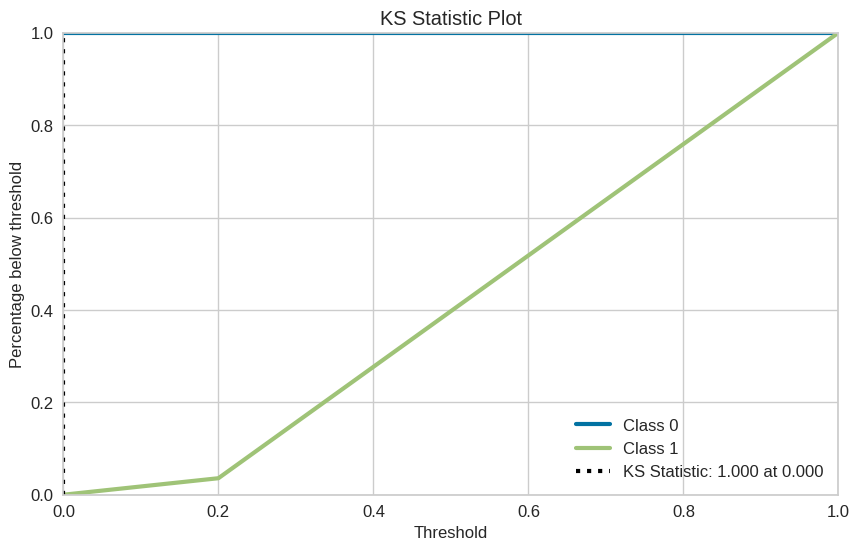 KS Statistic Plot
Percentage below threshold
1.0
0.8
0.6
0.4
0.2
0.0
0.0 0.2 0.4 0.6 0.8 1.0
Threshold
Class 0
Class 1
KS Statistic: 1.000 at 0.000